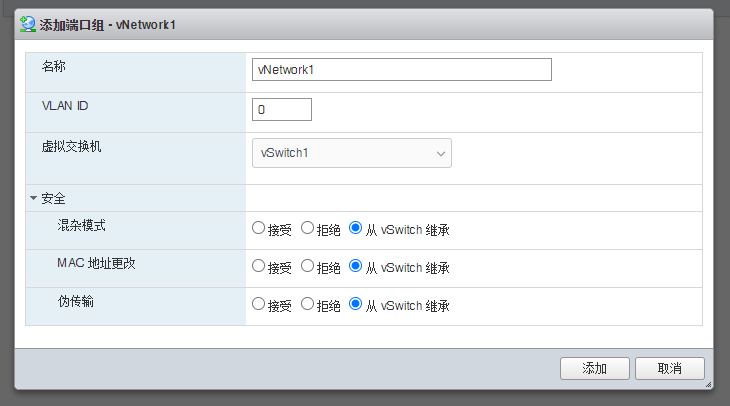 添加端口组 - vNetwork1
名称 vNetwork1
VLAN ID 0
虚拟交换机 vSwitch1
安全
混杂模式 接受 拒绝 从 vSwitch 继承
MAC 地址更改 接受 拒绝 从 vSwitch 继承
伪传输 接受 拒绝 从 vSwitch 继承
添加 取消